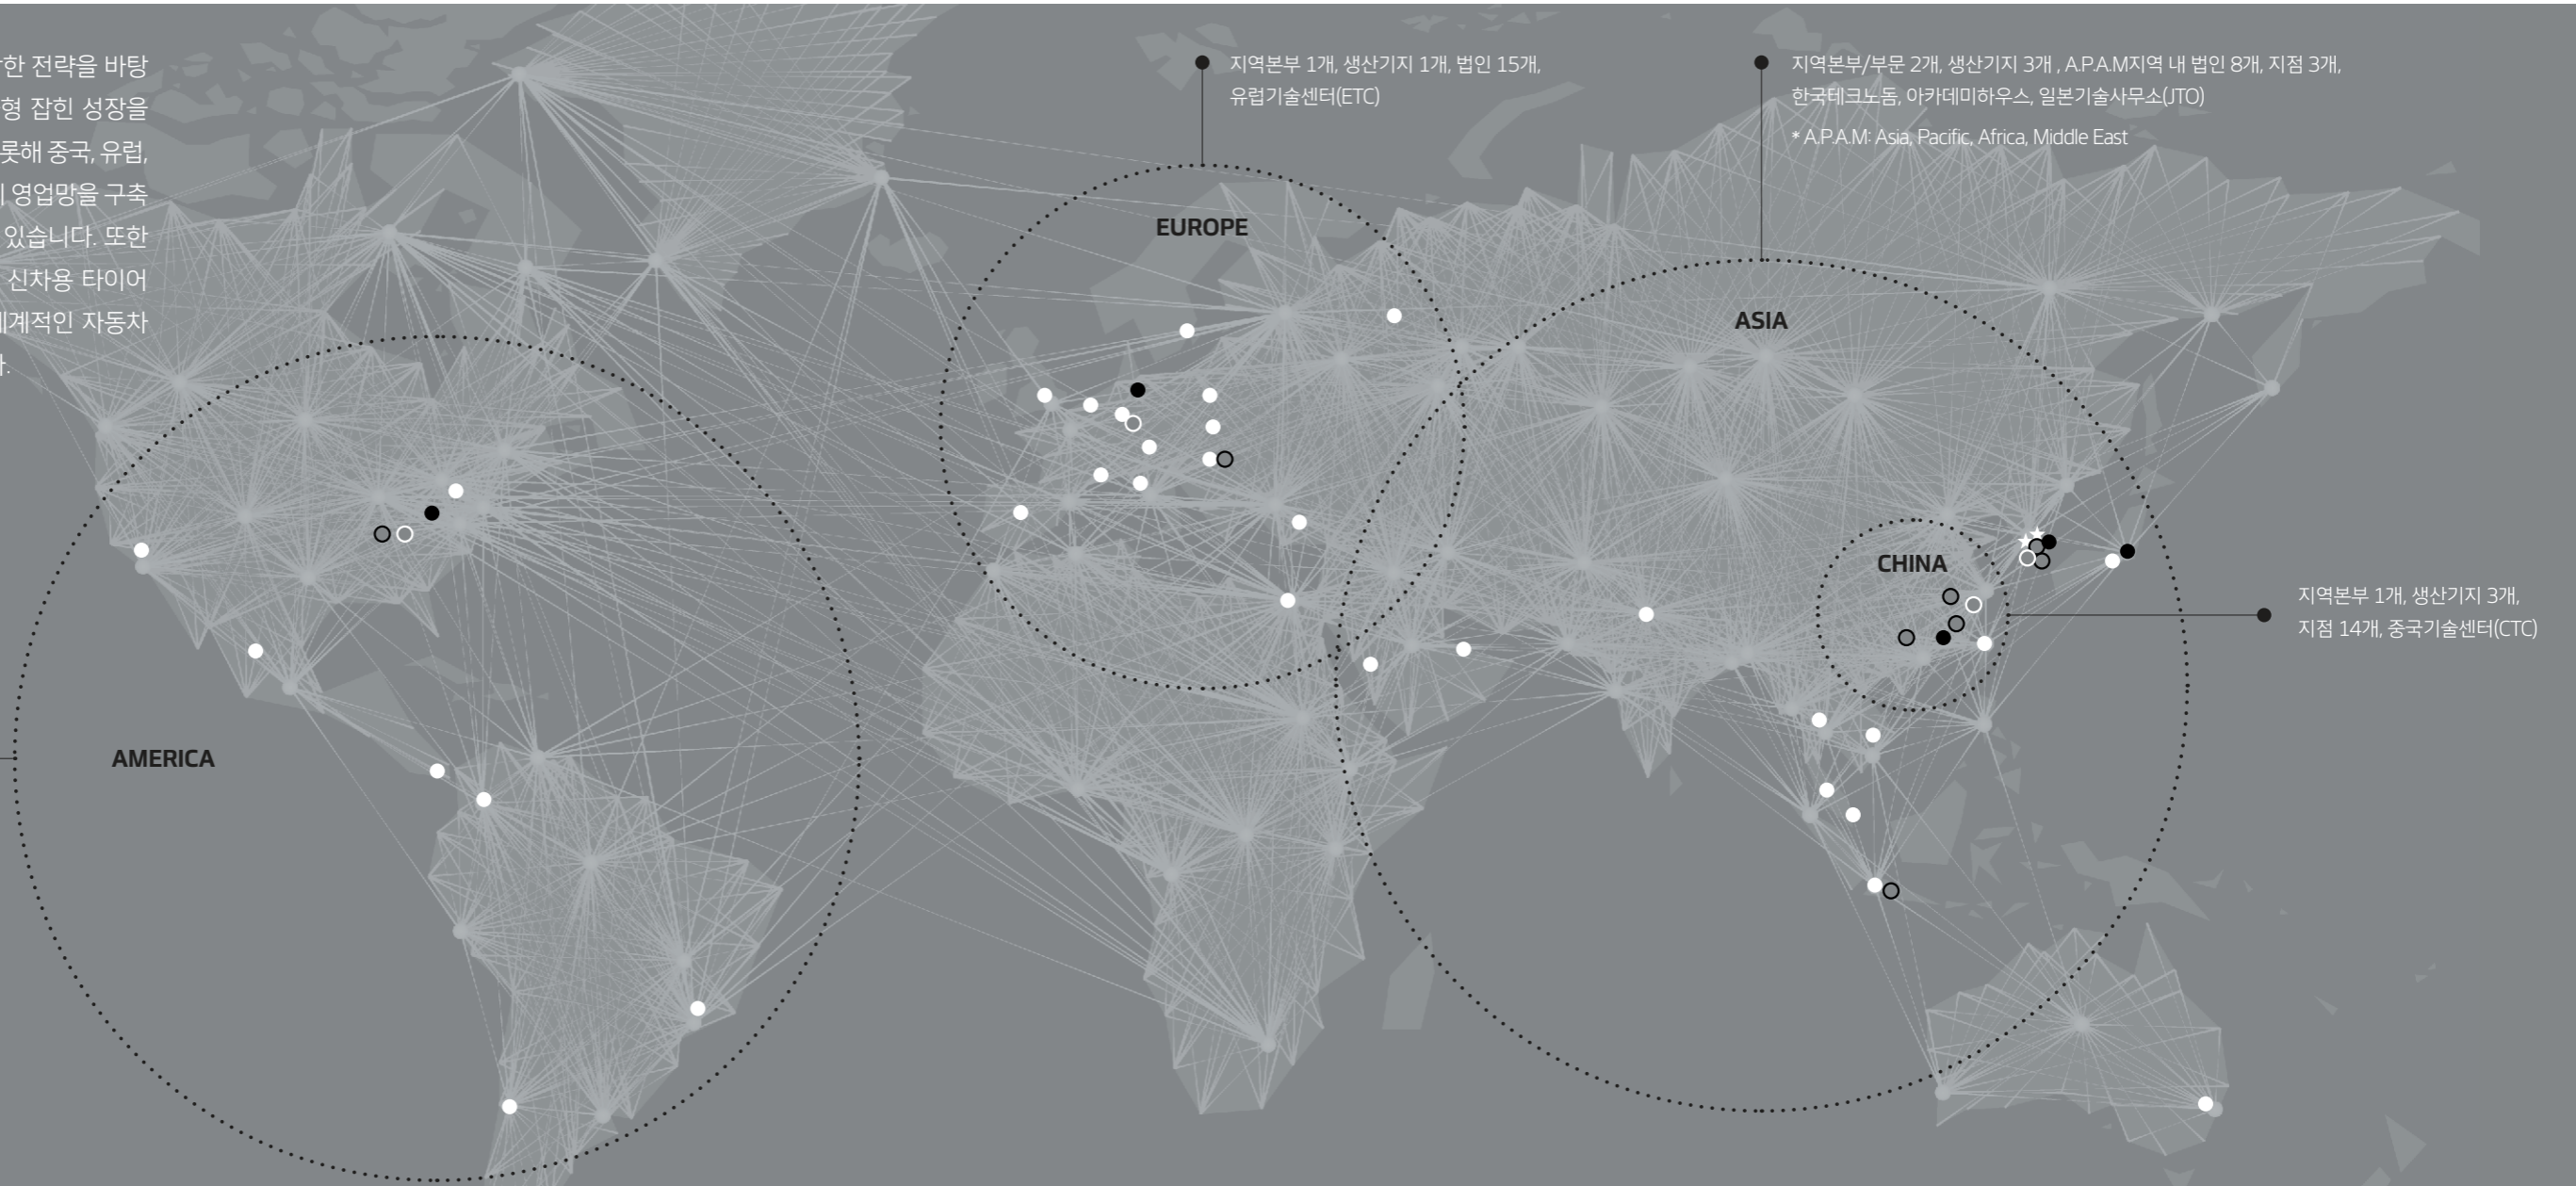 한 전략을 바탕
형 잡힌 성장을
롯해 중국, 유럽,
영업망을 구축
있습니다. 또한
신차용 타이어
계적인 자동차
지역본부 1개, 생산기지 1개, 법인 15개,
유럽기술센터(ETC)
지역본부/부문 2개, 생산기지 3개 , A.P.A.M지역 내 법인 8개, 지점 3개,
한국테크노돔, 아카데미하우스, 일본기술사무소(JTO)
* A.P.A.M: Asia, Pacific, Africa, Middle East
EUROPE
ASIA
CHINA
지역본부 1개, 생산기지 3개,
지점 14개, 중국기술센터(CTC)
AMERICA